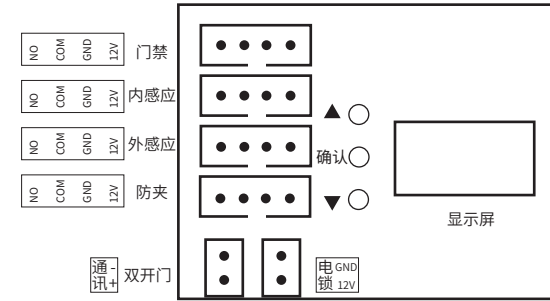 NO COM GND 12V 门禁
NO COM GND 12V 内感应
NO COM GND 12V 外感应
NO COM GND 12V 防夹
▲
确认
▼
显示屏
通 -
讯+
双开门
电 GND
锁 12V